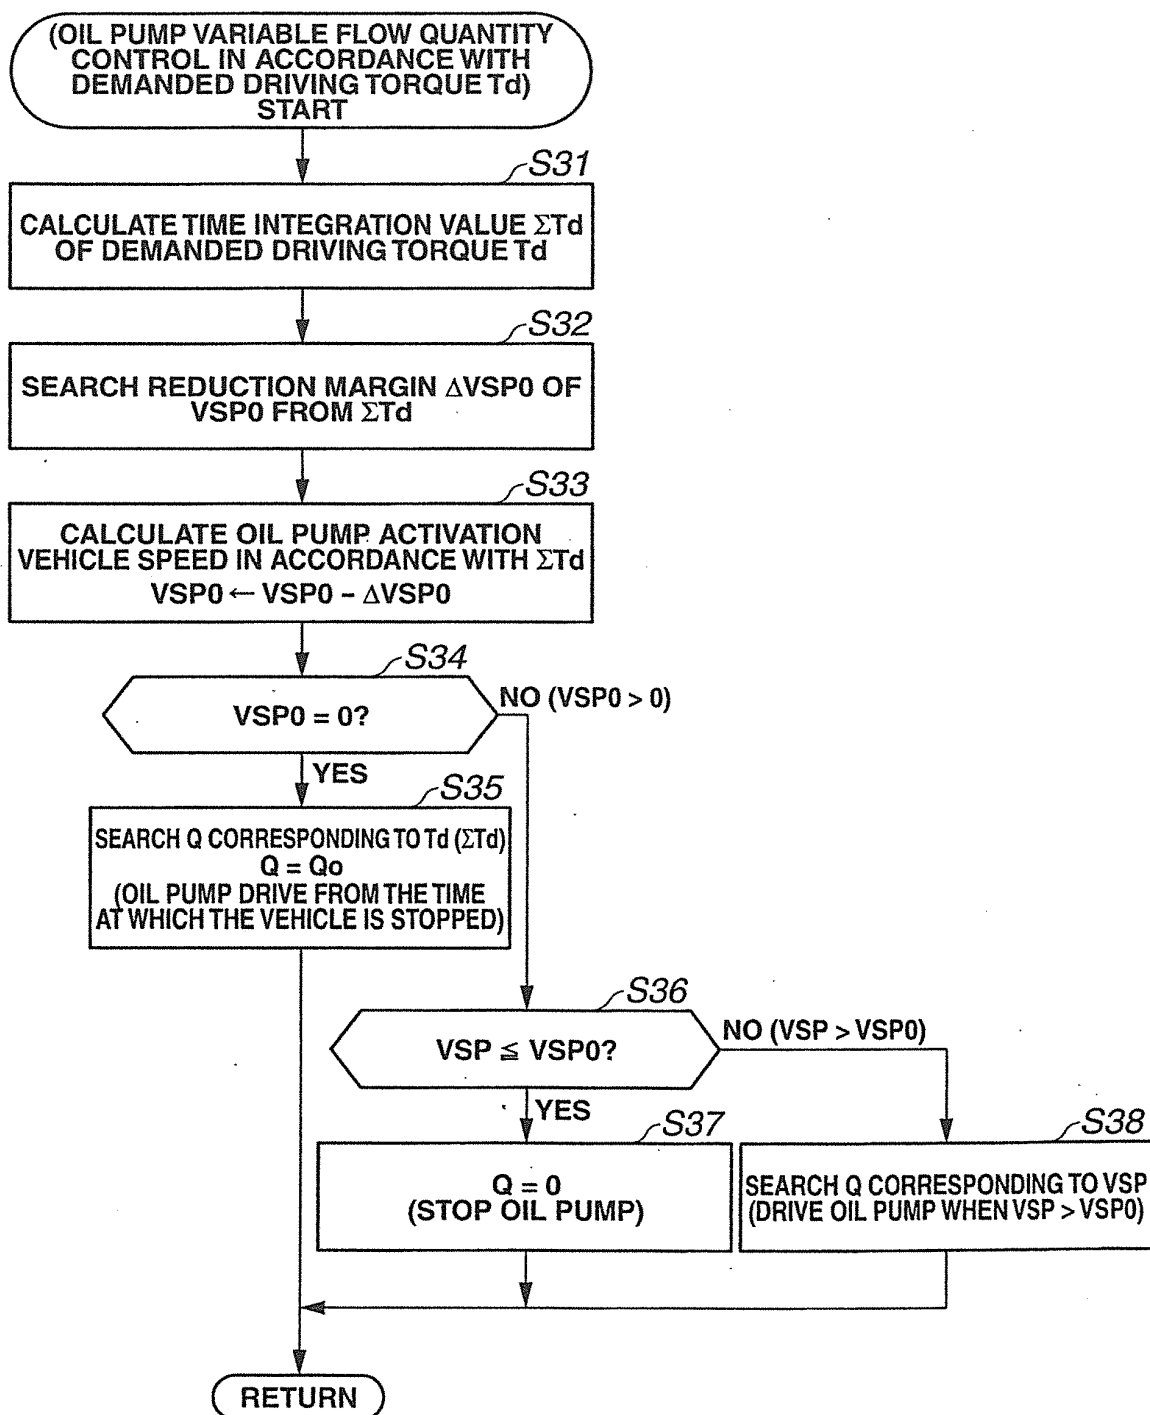 (OIL PUMP VARIABLE FLOW QUANTITY
CONTROL IN ACCORDANCE WITH
DEMANDED DRIVING TORQUE Td)
START
S31
CALCULATE TIME INTEGRATION VALUE ΣTd
OF DEMANDED DRIVING TORQUE Td
S32
SEARCH REDUCTION MARGIN ΔVSP0 OF
VSP0 FROM ΣTd
S33
CALCULATE OIL PUMP ACTIVATION
VEHICLE SPEED IN ACCORDANCE WITH ΣTd
VSP0 ← VSP0 – ΔVSP0
S34
VSP0 = 0?
NO (VSP0 > 0)
YES
S35
SEARCH Q CORRESPONDING TO Td (ΣTd)
Q = Qo
(OIL PUMP DRIVE FROM THE TIME
AT WHICH THE VEHICLE IS STOPPED)
S36
VSP ≦ VSP0?
NO (VSP > VSP0)
YES
S37
Q = 0
(STOP OIL PUMP)
S38
SEARCH Q CORRESPONDING TO VSP
(DRIVE OIL PUMP WHEN VSP > VSP0)
RETURN